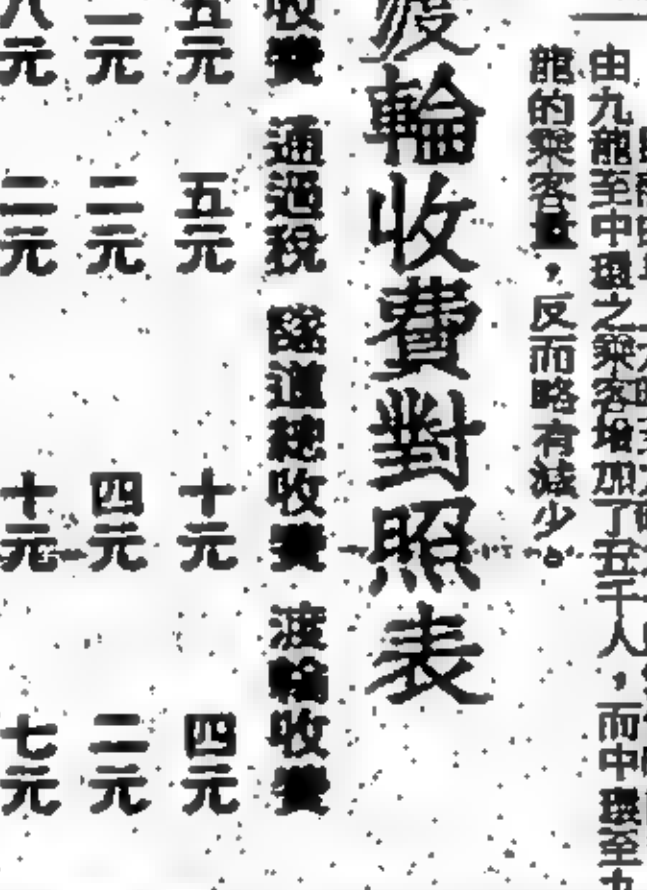 由九龍至中環之乘客增加了五千人，而中環至九
龍的乘客量，反而略有減少。
渡輪收費對照表
收費 通過稅 隧道總收費 渡輪收費
五元 五元 十元 四元
二元 二元 四元 二元
八元 二元 十元 七元